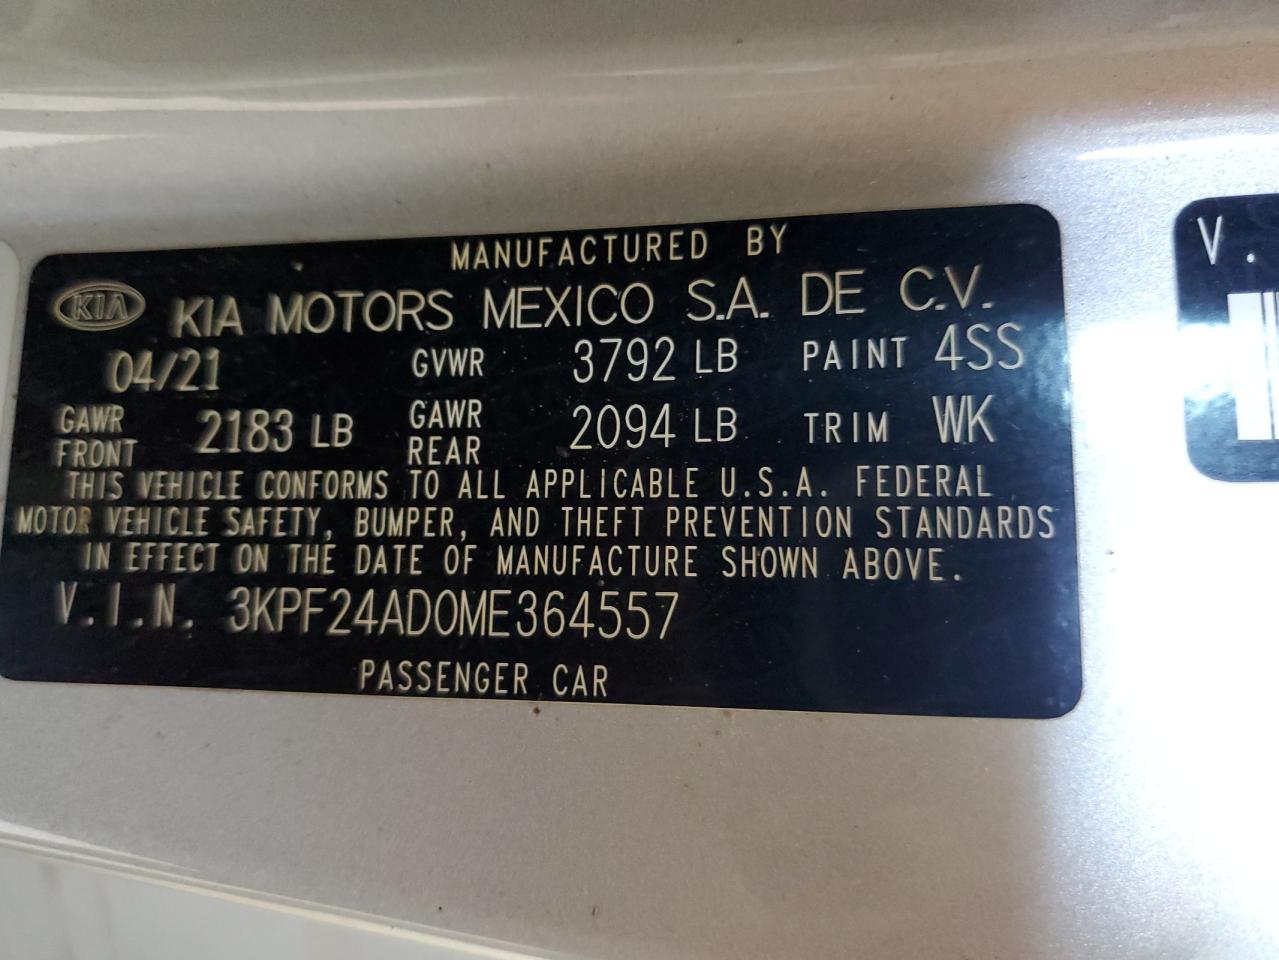 MANUFACTURED BY
KIA KIA MOTORS MEXICO S.A. DE C.V.
04/21 GVWR 3792 LB PAINT 4SS
GAWR FRONT 2183 LB GAWR REAR 2094 LB TRIM WK
THIS VEHICLE CONFORMS TO ALL APPLICABLE U.S.A. FEDERAL
MOTOR VEHICLE SAFETY, BUMPER, AND THEFT PREVENTION STANDARDS
IN EFFECT ON THE DATE OF MANUFACTURE SHOWN ABOVE.
V.I.N. 3KPF24AD0ME364557
PASSENGER CAR
V.